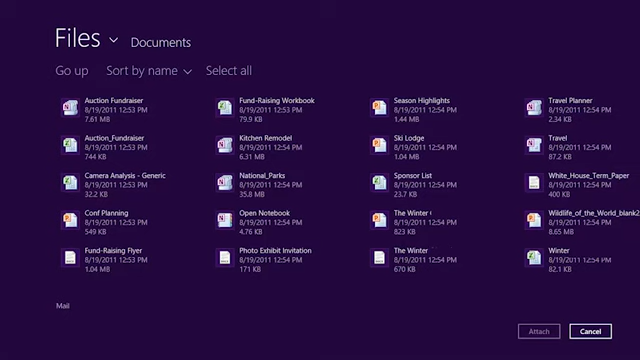 Files Documents
Go up Sort by name Select all
Auction Fundraiser
8/19/2011 12:53 PM
7.61 MB
Auction_Fundraiser
8/19/2011 12:53 PM
744 KB
Camera Analysis - Generic
8/19/2011 12:53 PM
32.2 KB
Conf Planning
8/19/2011 12:53 PM
549 KB
Fund-Raising Flyer
8/19/2011 12:53 PM
1.04 MB
Fund-Raising Workbook
8/19/2011 12:53 PM
79.9 KB
Kitchen Remodel
8/19/2011 12:53 PM
6.31 MB
National_Parks
8/19/2011 12:54 PM
35.8 MB
Open Notebook
8/19/2011 12:54 PM
4.76 KB
Photo Exhibit Invitation
8/19/2011 12:54 PM
171 KB
Season Highlights
8/19/2011 12:54 PM
1.44 MB
Ski Lodge
8/19/2011 12:54 PM
1.04 MB
Sponsor List
8/19/2011 12:54 PM
23.7 KB
The Winter
8/19/2011 12:54 PM
823 KB
The Winter
8/19/2011 12:54 PM
670 KB
Travel Planner
8/19/2011 12:54 PM
2.34 KB
Travel
8/19/2011 12:54 PM
87.2 KB
White_House_Term_Paper
8/19/2011 12:54 PM
400 KB
Wildlife_of_the_World_blank2
8/19/2011 12:54 PM
8.65 MB
Winter
8/19/2011 12:54 PM
82.1 KB
Mail
Attach Cancel